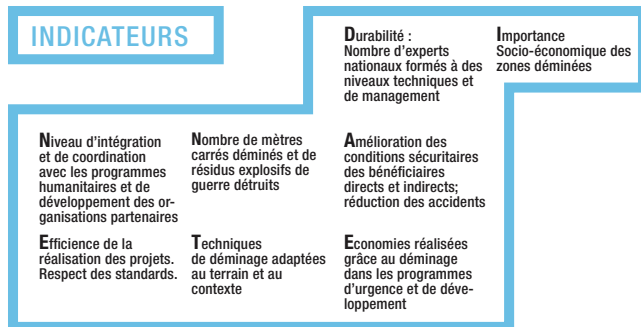 INDICATEURS
Durabilité :
Nombre d'experts
nationaux formés à des
niveaux techniques et
de management
Importance
Socio-économique des
zones déminées
Niveau d'intégration
et de coordination
avec les programmes
humanitaires et de
développement des or-
ganisations partenaires
Nombre de mètres
carrés déminés et de
résidus explosifs de
guerre détruits
Amélioration des
conditions sécuritaires
des bénéficiaires
directs et indirects;
réduction des accidents
Efficience de la
réalisation des projets.
Respect des standards.
Techniques
de déminage adaptées
au terrain et au
contexte
Economies réalisées
grâce au déminage
dans les programmes
d'urgence et de déve-
loppement